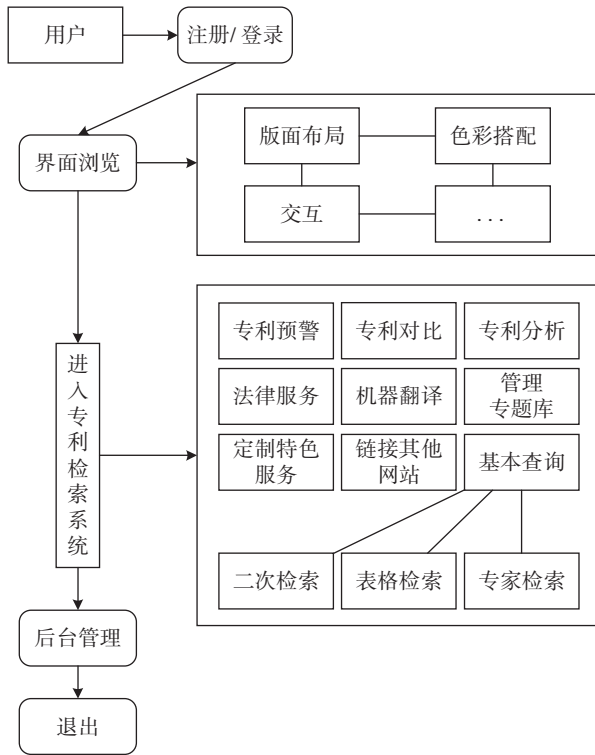 用户
注册/ 登录
界面浏览
版面布局
色彩搭配
交互
...
进入专利检索系统
专利预警
专利对比
专利分析
法律服务
机器翻译
管理
专题库
定制特色
服务
链接其他
网站
基本查询
二次检索
表格检索
专家检索
后台管理
退出